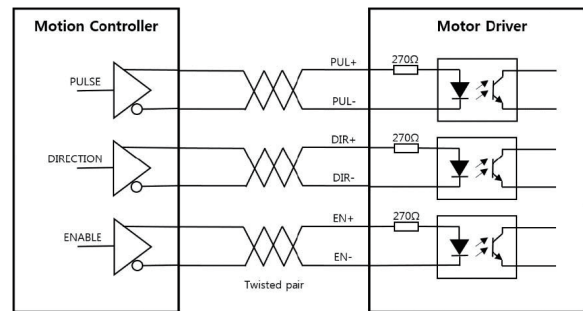 Motion Controller
Motor Driver
PULSE
PUL+
270Ω
PUL-
DIRECTION
DIR+
270Ω
DIR-
ENABLE
EN+
270Ω
EN-
Twisted pair